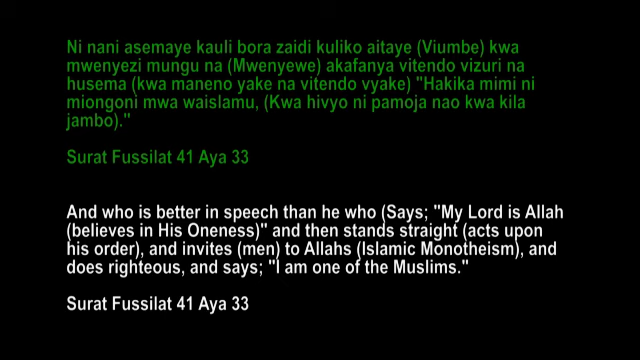 Ni nani asemaye kauli bora zaidi kuliko aitaye (Viumbe) kwa
mwenyezi mungu na (Mwenyewe) akafanya vitendo vizuri na
husema (kwa maneno yake na vitendo vyake) "Hakika mimi ni
miongoni mwa waislamu, (Kwa hivyo ni pamoja nao kwa kila
jambo)."
Surat Fussilat 41 Aya 33
And who is better in speech than he who (Says; "My Lord is Allah
(believes in His Oneness)" and then stands straight (acts upon
his order), and invites (men) to Allahs (Islamic Monotheism), and
does righteous, and says; "I am one of the Muslims."
Surat Fussilat 41 Aya 33